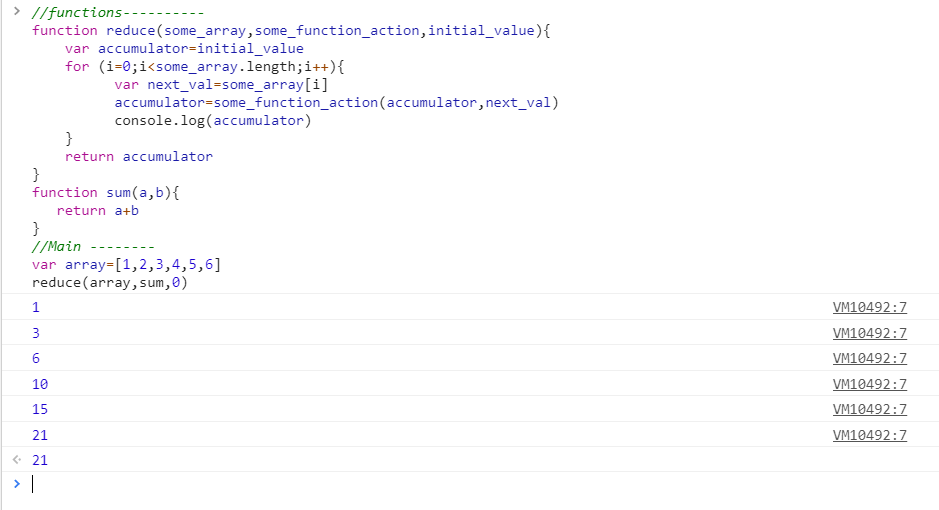 > //functions----------
function reduce(some_array,some_function_action,initial_value){
    var accumulator=initial_value
    for (i=0;i<some_array.length;i++){
          var next_val=some_array[i]
          accumulator=some_function_action(accumulator,next_val)
          console.log(accumulator)
    }
    return accumulator
}
function sum(a,b){
   return a+b
}
//Main --------
var array=[1,2,3,4,5,6]
reduce(array,sum,0)
1 VM10492:7
3 VM10492:7
6 VM10492:7
10 VM10492:7
15 VM10492:7
21 VM10492:7
21
>